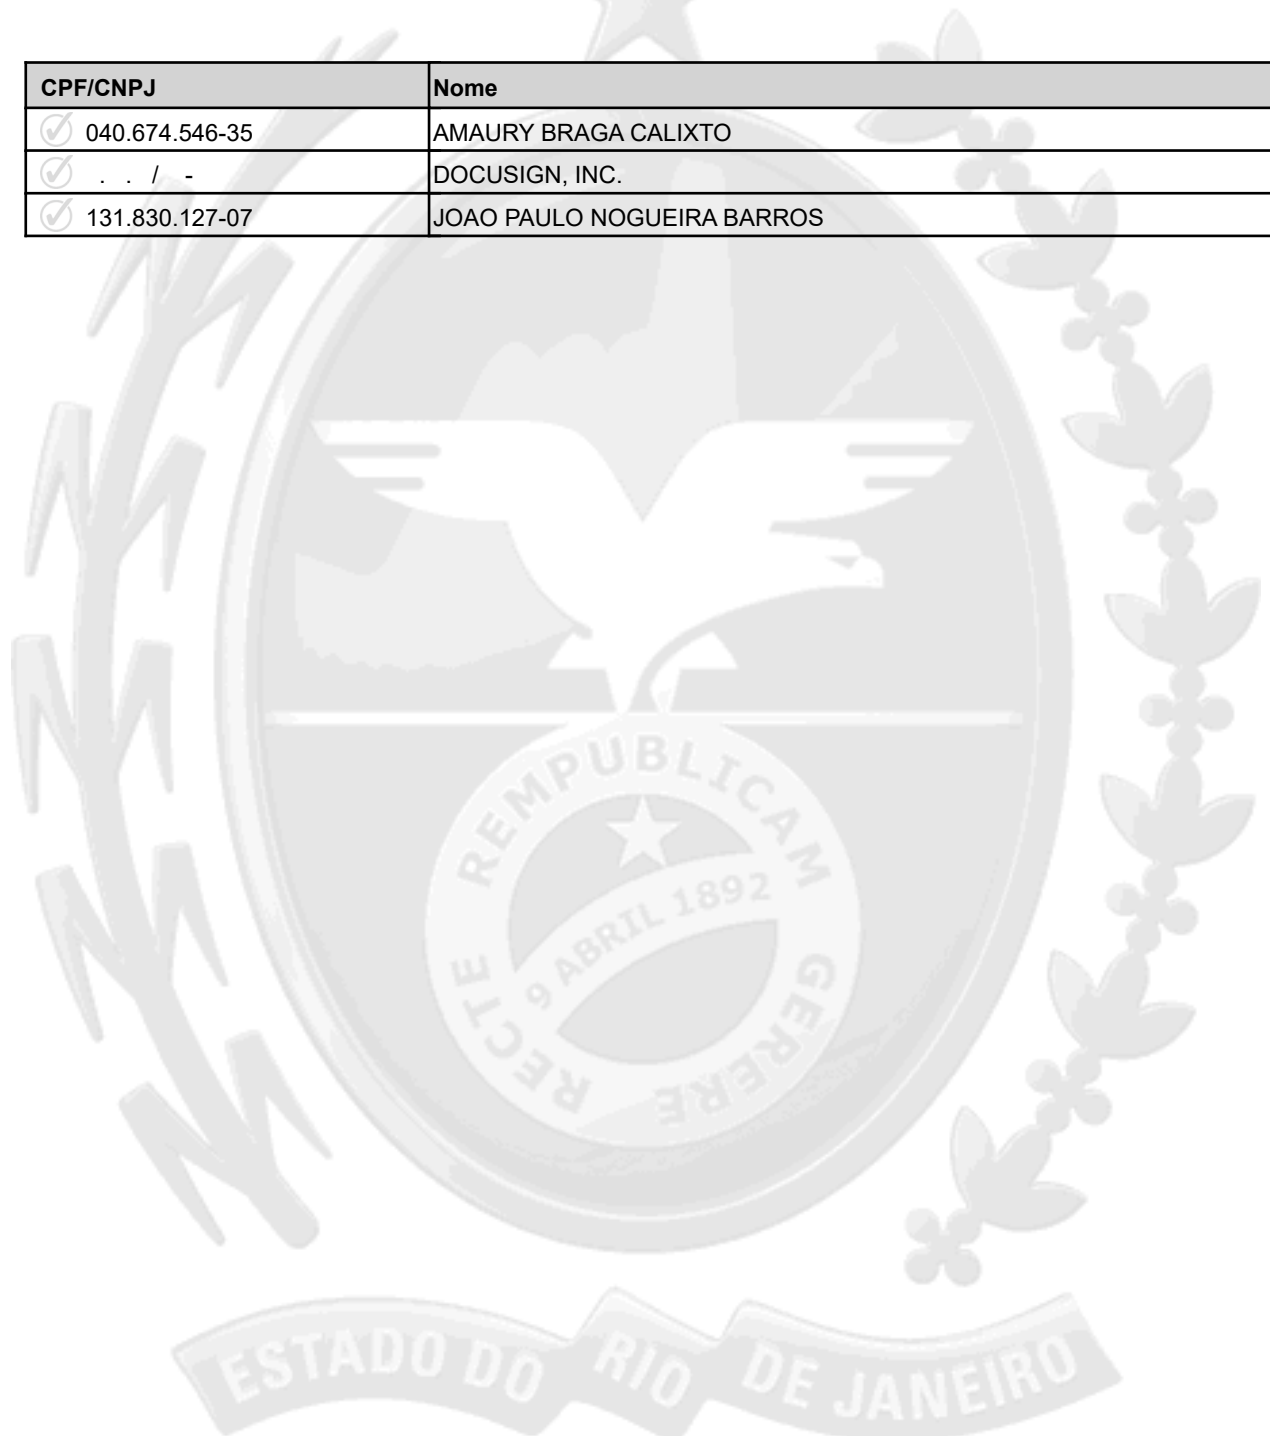 CPF/CNPJ Nome
040.674.546-35 AMAURY BRAGA CALIXTO
. . / - DOCUSIGN, INC.
131.830.127-07 JOAO PAULO NOGUEIRA BARROS
REMPUBLICAM
9 ABRIL 1892
RECTE GERERE
ESTADO DO RIO DE JANEIRO